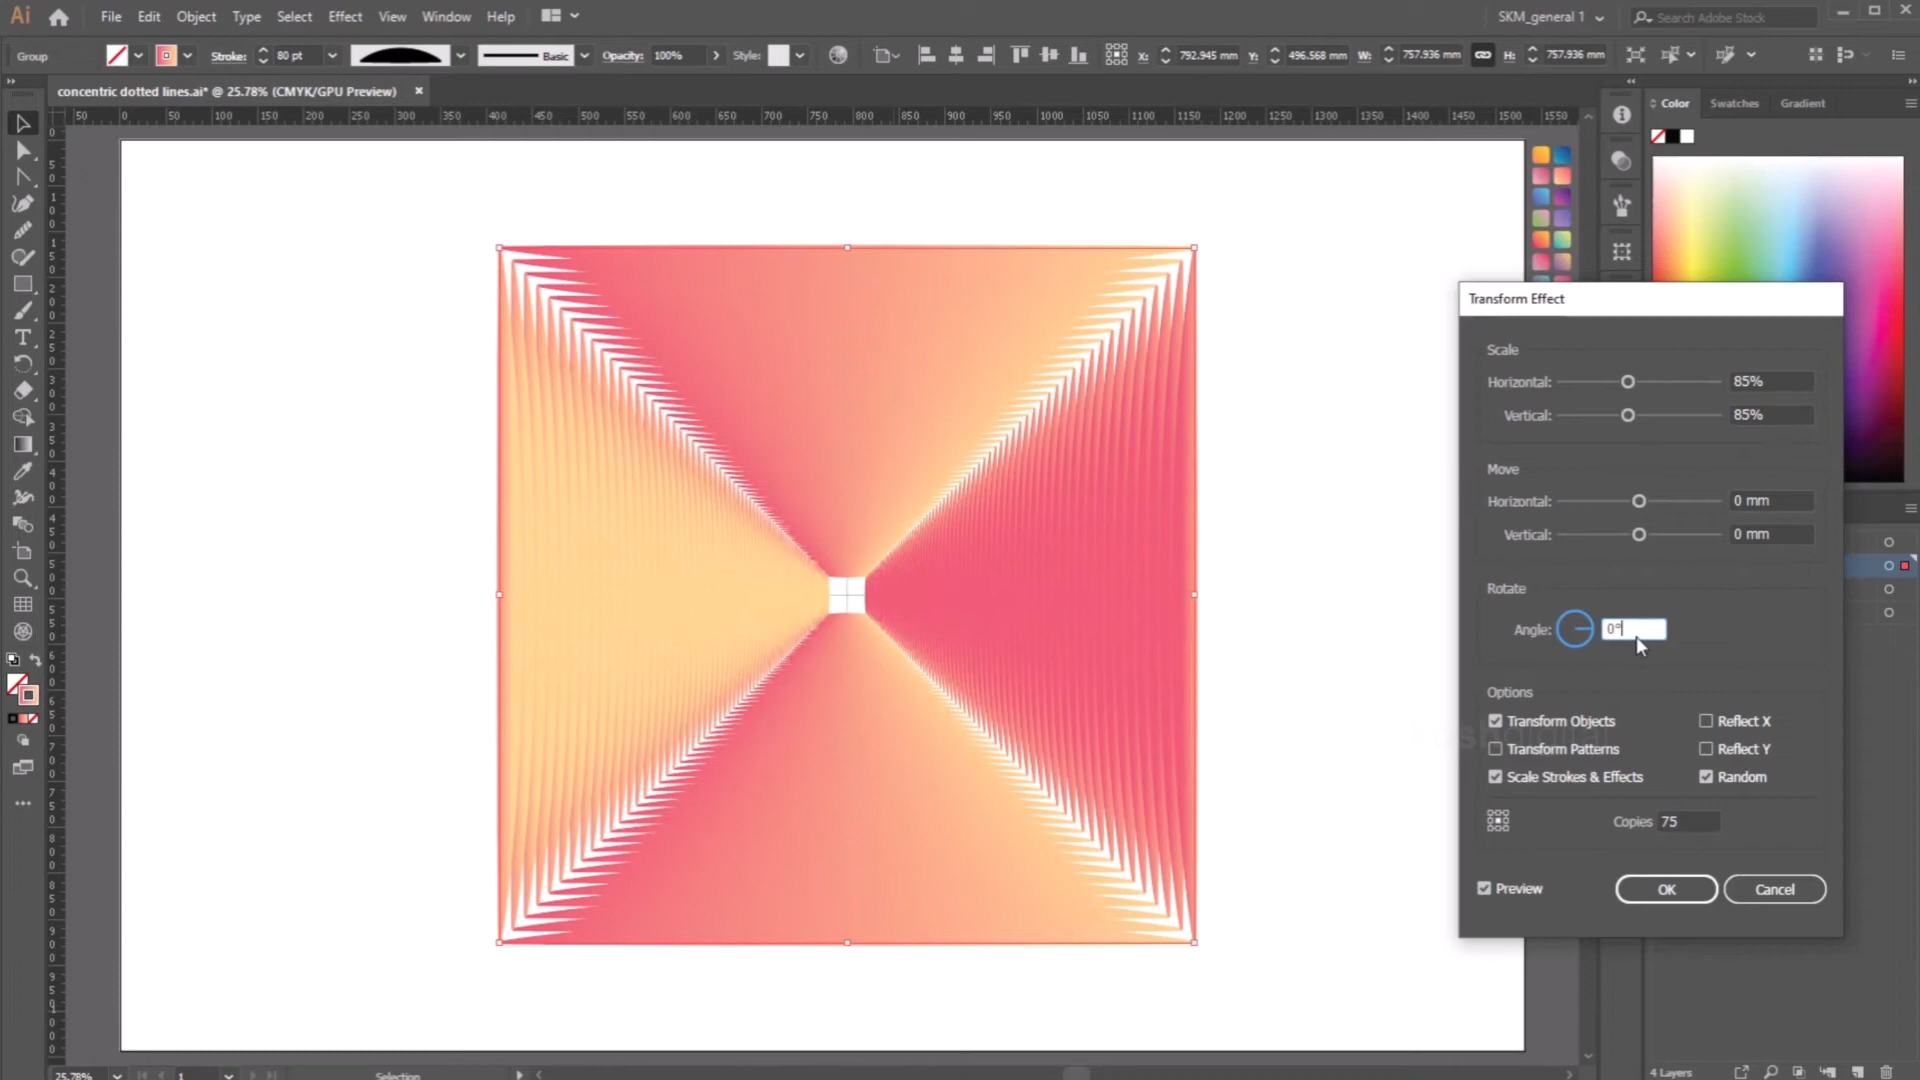 Ai File Edit Object Type Select Effect View Window Help SKM_general 1 Search Adobe Stock
Group Stroke: 80 pt Basic Opacity: 100% Style: X: 792.945 mm Y: 496.568 mm W: 757.936 mm H: 757.936 mm
concentric dotted lines.ai* @ 25.78% (CMYK/GPU Preview)
Color Swatches Gradient
50 0 50 100 150 200 250 300 350 400 450 500 550 600 650 700 750 800 850 900 950 1000 1050 1100 1150 1200 1250 1300 1350 1400 1450 1500 1550
Transform Effect
Scale
Horizontal: 85%
Vertical: 85%
Move
Horizontal: 0 mm
Vertical: 0 mm
Rotate
Angle: 0°
Options
Transform Objects Reflect X
Transform Patterns Reflect Y
Scale Strokes & Effects Random
Copies 75
Preview OK Cancel
25.78% 1 Selection 4 Layers